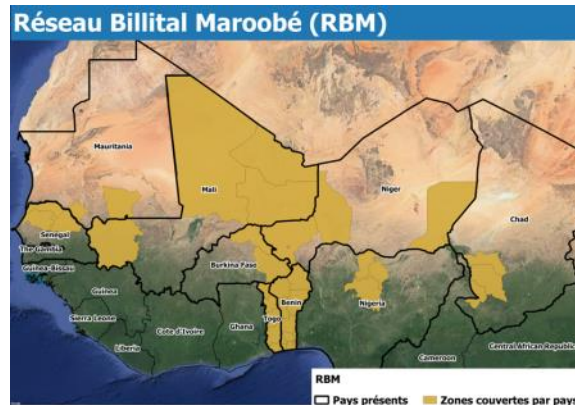 Réseau Billital Maroobé (RBM)
Mauritania
Mali
Niger
Chad
Senegal
The Gambia
Guinea-Bissau
Burkina Faso
Guinea
Benin
Togo
Nigeria
Sierra Leone
Cote d'Ivoire
Ghana
Liberia
Cameroon
Central African Republic
RBM
Pays présents
Zones couvertes par pays